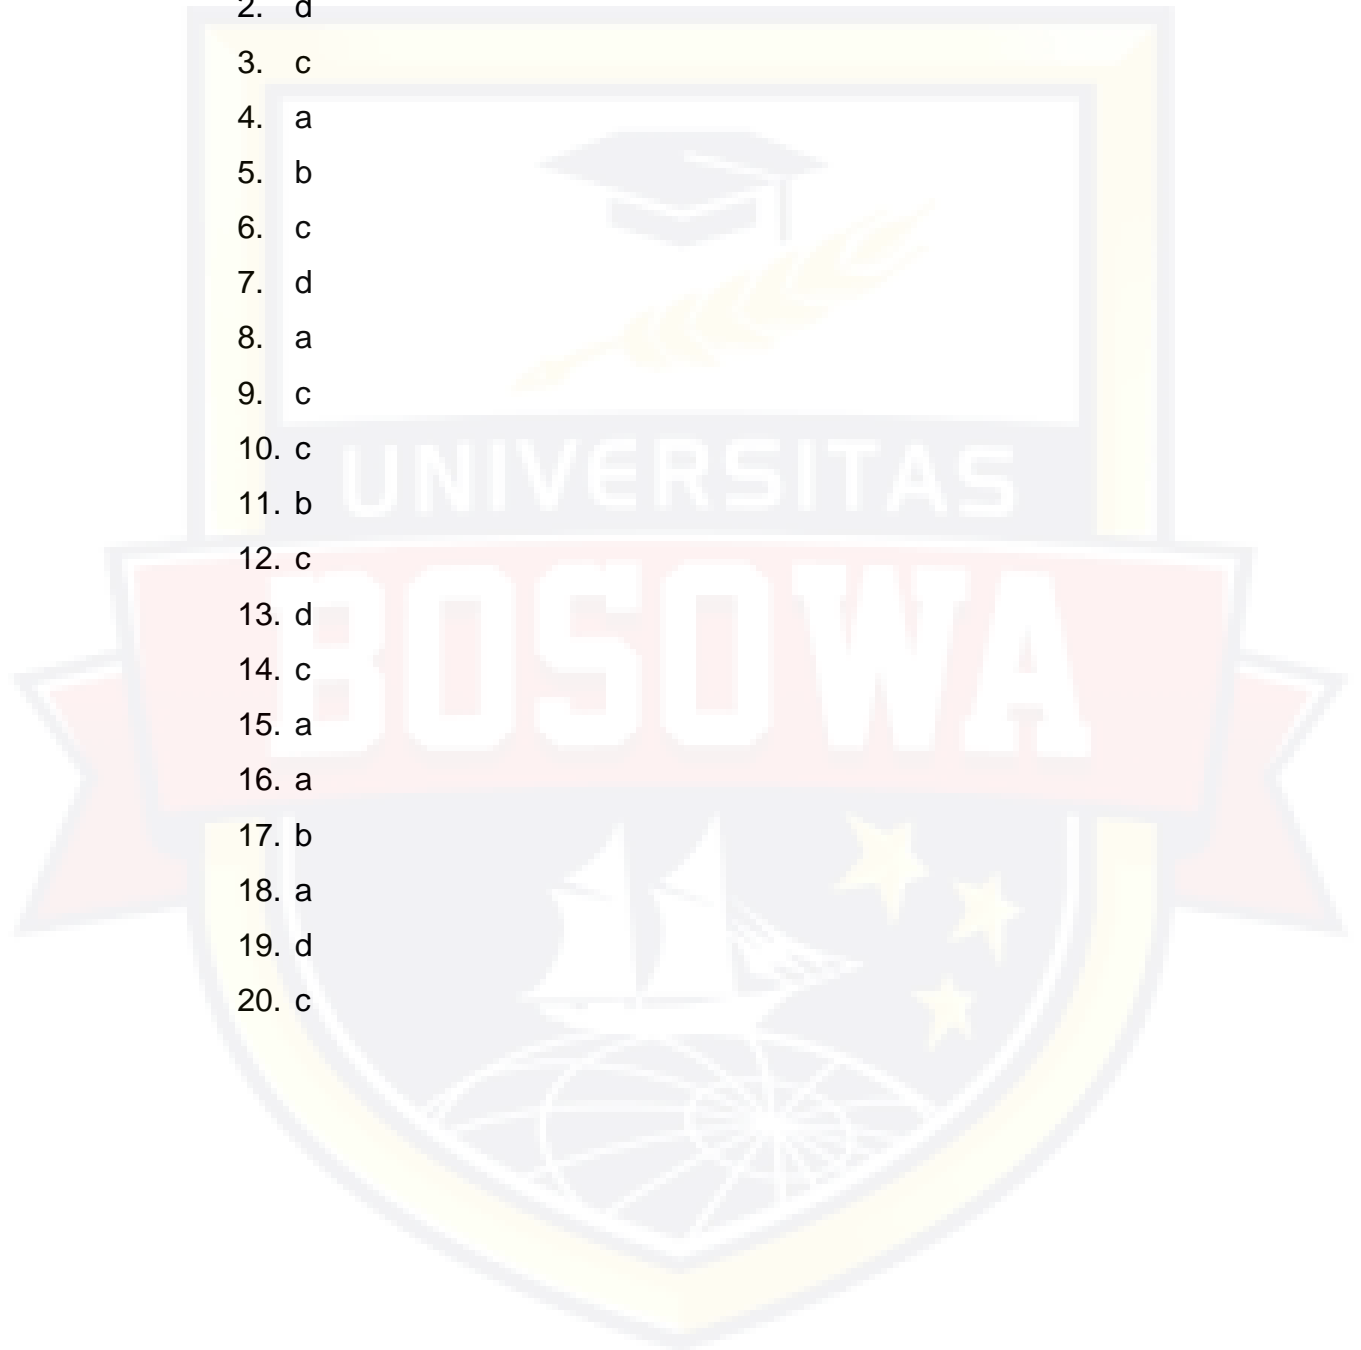 2. d
3. c
4. a
5. b
6. c
7. d
8. a
9. c
10. c
UNIVERSITAS
11. b
12. c
BOSOWA
13. d
14. c
15. a
16. a
17. b
18. a
19. d
20. c